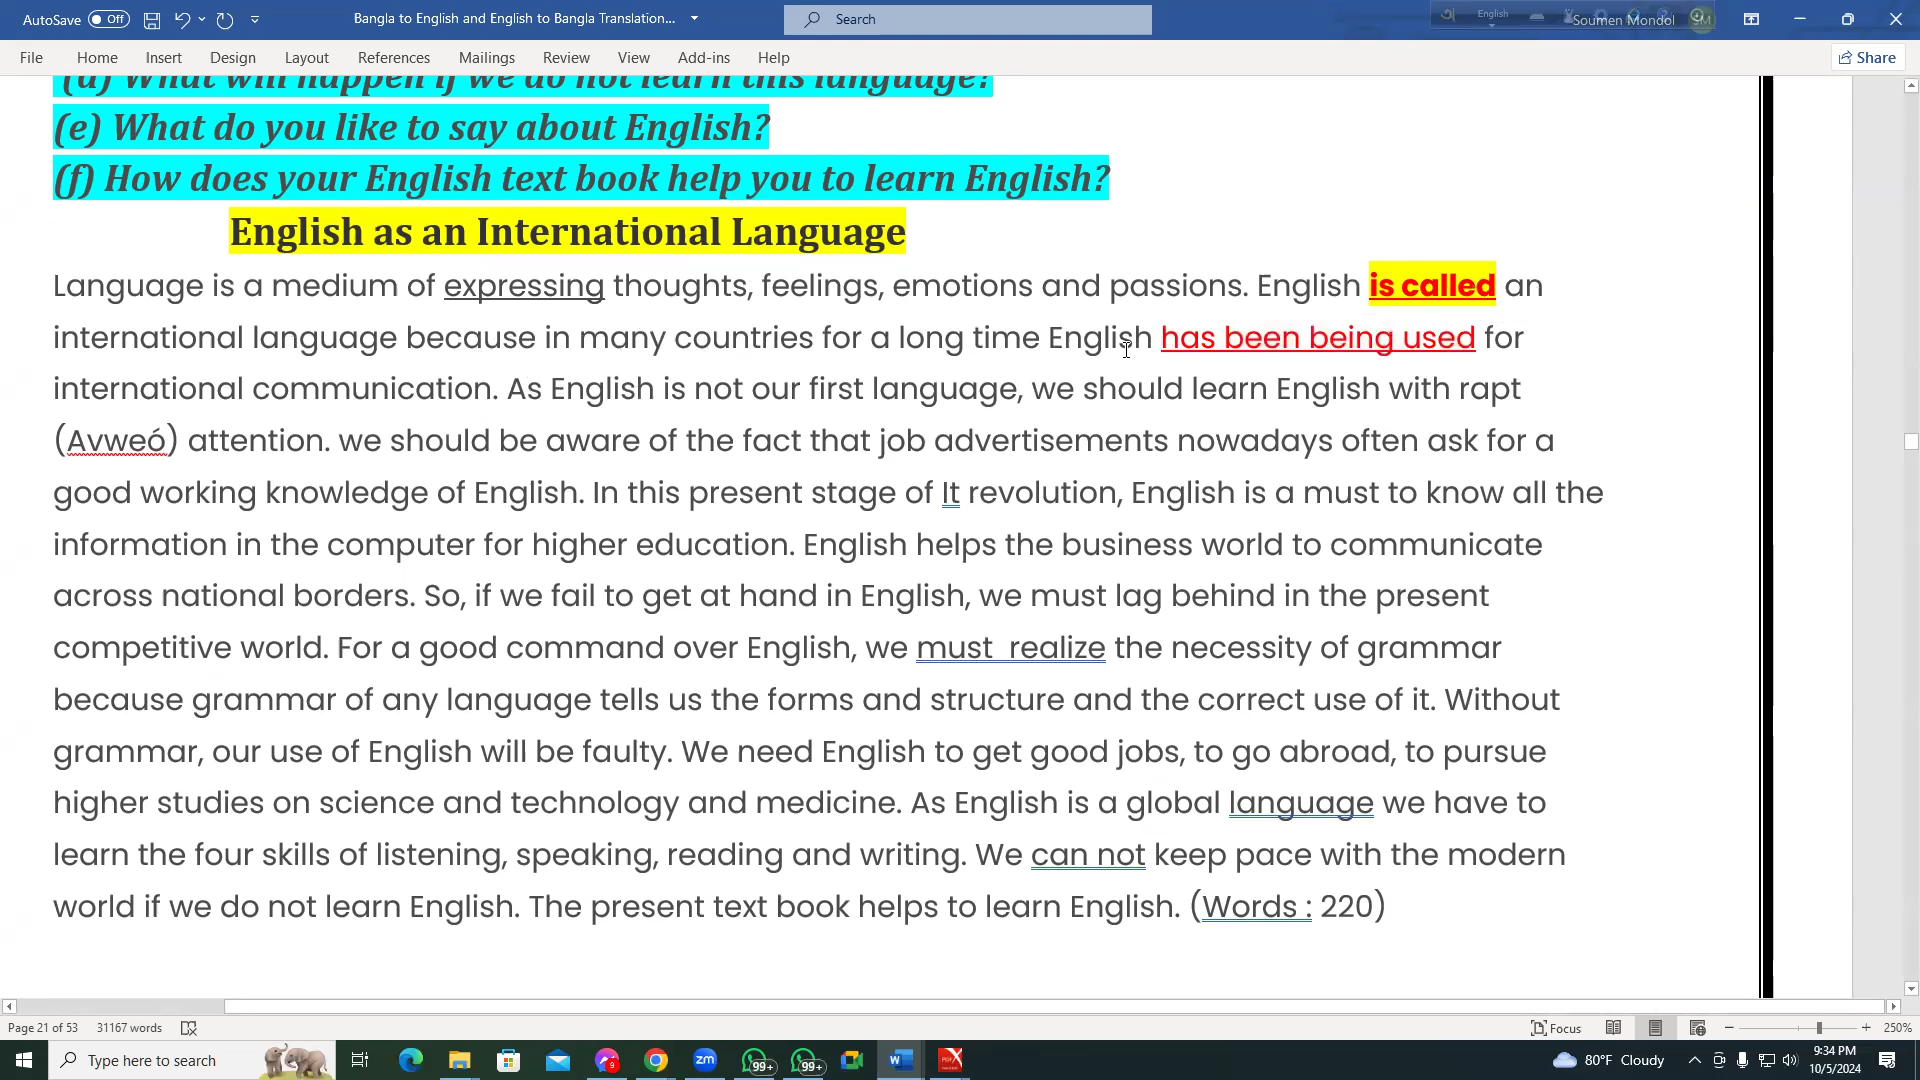 AutoSave Off Bangla to English and English to Bangla Translation... Search English Soumen Mondol SM
File Home Insert Design Layout References Mailings Review View Add-ins Help Share
(d) What will happen if we do not learn this language?
(e) What do you like to say about English?
(f) How does your English text book help you to learn English?
English as an International Language
Language is a medium of expressing thoughts, feelings, emotions and passions. English is called an
international language because in many countries for a long time English has been being used for
international communication. As English is not our first language, we should learn English with rapt
(Avweó) attention. we should be aware of the fact that job advertisements nowadays often ask for a
good working knowledge of English. In this present stage of It revolution, English is a must to know all the
information in the computer for higher education. English helps the business world to communicate
across national borders. So, if we fail to get at hand in English, we must lag behind in the present
competitive world. For a good command over English, we must  realize the necessity of grammar
because grammar of any language tells us the forms and structure and the correct use of it. Without
grammar, our use of English will be faulty. We need English to get good jobs, to go abroad, to pursue
higher studies on science and technology and medicine. As English is a global language we have to
learn the four skills of listening, speaking, reading and writing. We can not keep pace with the modern
world if we do not learn English. The present text book helps to learn English. (Words : 220)
Page 21 of 53 31167 words Focus 250%
Type here to search zm 99+ 99+ 80°F Cloudy 9:34 PM
10/5/2024